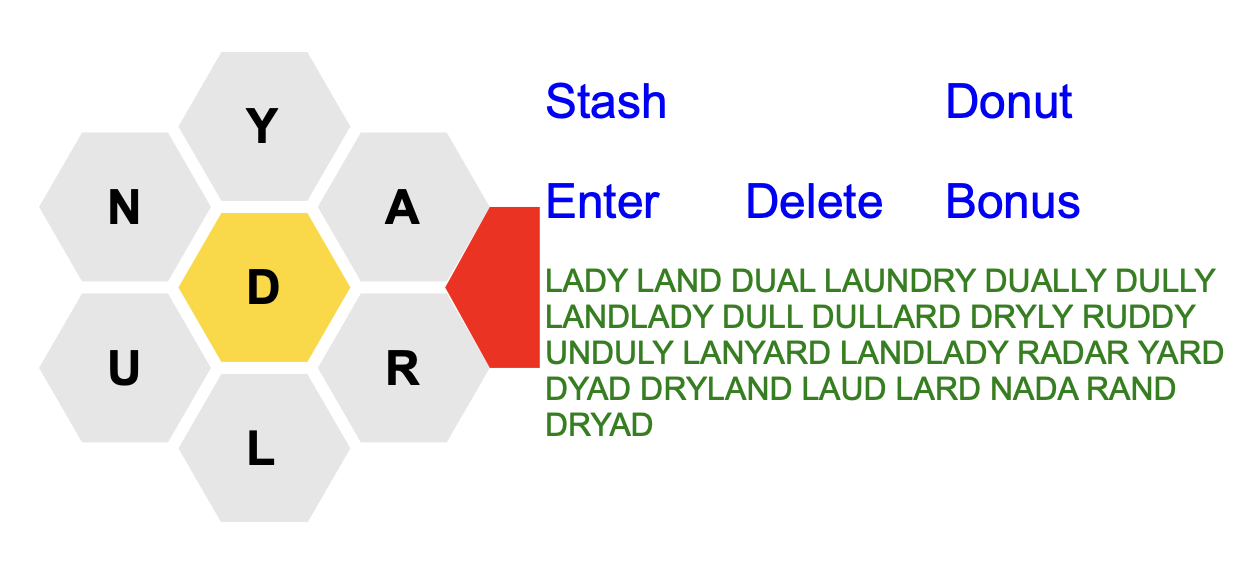 Y
N
A
D
U
R
L
Stash Donut
Enter Delete Bonus
LADY LAND DUAL LAUNDRY DUALLY DULLY
LANDLADY DULL DULLARD DRYLY RUDDY
UNDULY LANYARD LANDLADY RADAR YARD
DYAD DRYLAND LAUD LARD NADA RAND
DRYAD